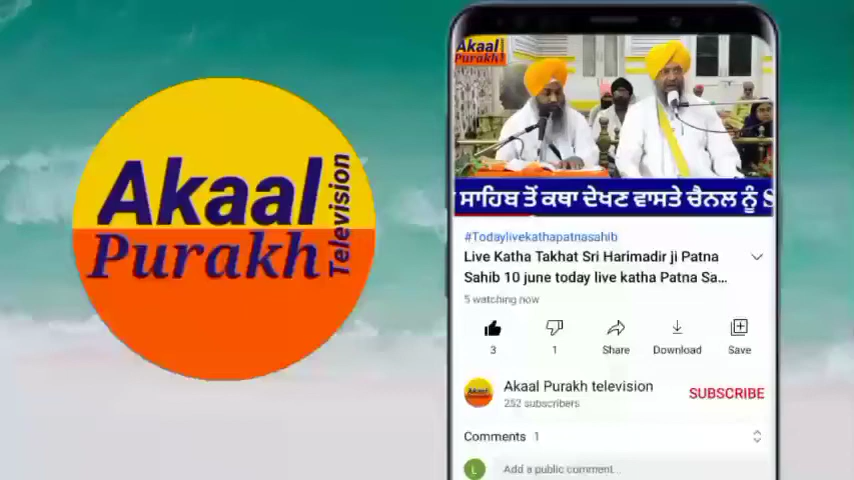 Akaal
Purakh
Television
Akaal
Purakh
ਸਾਹਿਬ ਤੋਂ ਕਥਾ ਦੇਖਣ ਵਾਸਤੇ ਚੈਨਲ ਨੂੰ S
#Todaylivekathapatnasahib
Live Katha Takhat Sri Harimadir ji Patna
Sahib 10 june today live katha Patna Sa...
5 watching now
3
1
Share
Download
Save
Akaal Purakh television
252 subscribers
SUBSCRIBE
Comments 1
L
Add a public comment...